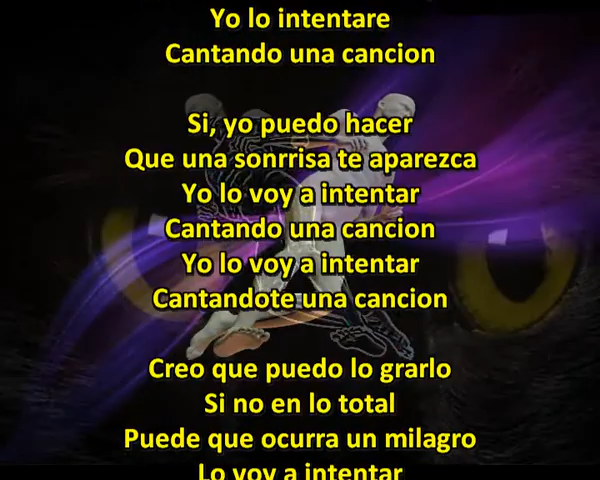 Yo lo intentare
Cantando una cancion
Si, yo puedo hacer
Que una sonrrisa te aparezca
Yo lo voy a intentar
Cantando una cancion
Yo lo voy a intentar
Cantandote una cancion
Creo que puedo lo grarlo
Si no en lo total
Puede que ocurra un milagro
Lo voy a intentar